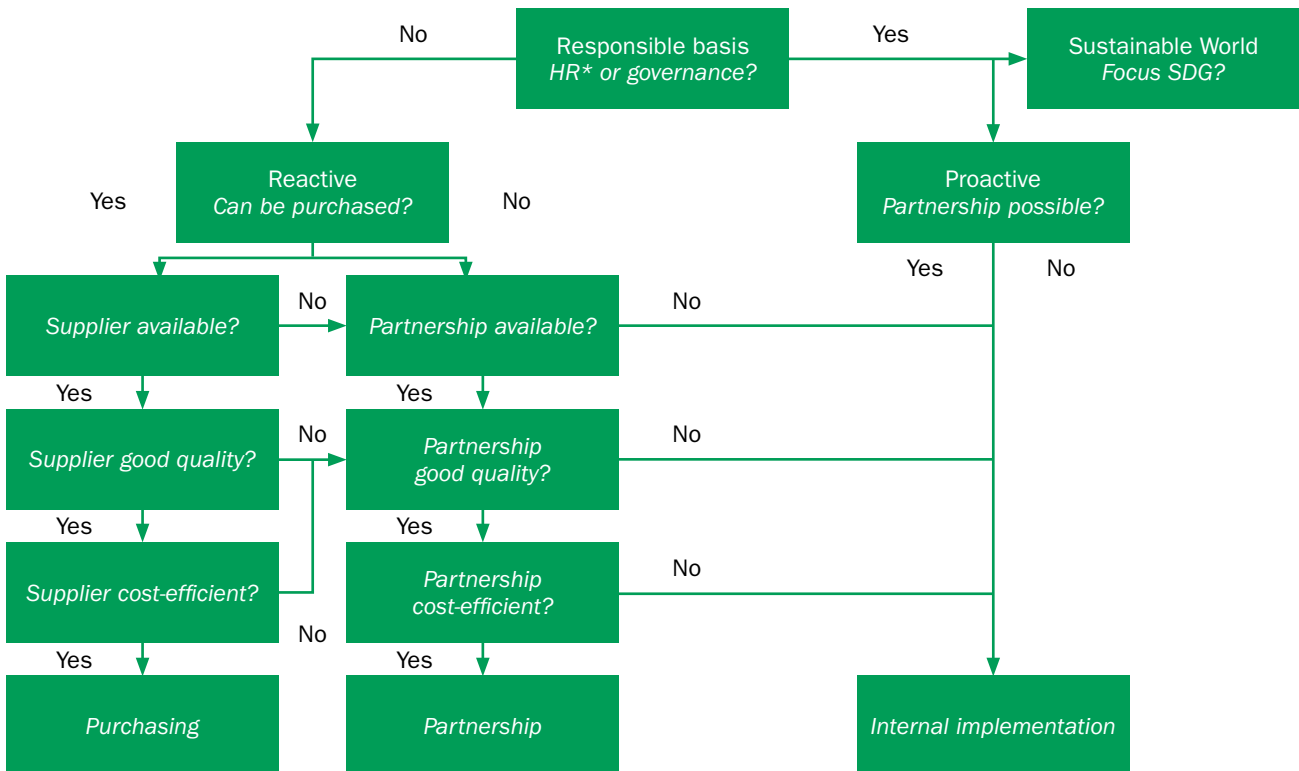 No
Responsible basis
HR* or governance?
Yes
Sustainable World
Focus SDG?
Yes
Reactive
Can be purchased?
No
Proactive
Partnership possible?
Yes
No
Supplier available?
No
Partnership available?
No
Yes
Yes
Supplier good quality?
No
Partnership
good quality?
No
Yes
Yes
Supplier cost-efficient?
No
Partnership
cost-efficient?
No
Yes
Yes
Purchasing
Partnership
Internal implementation